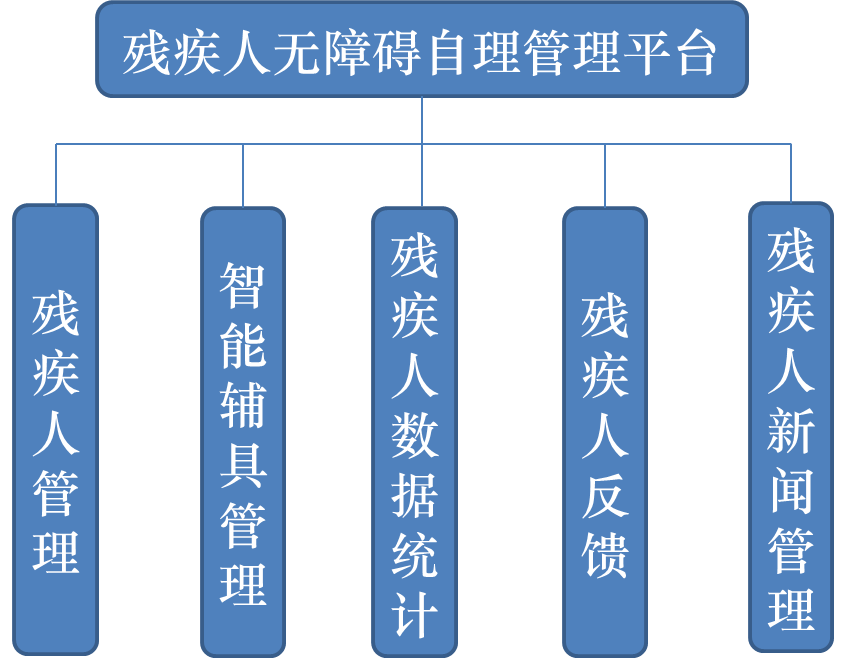 残疾人无障碍自理管理平台
残疾人管理
智能辅具管理
残疾人数据统计
残疾人反馈
残疾人新闻管理